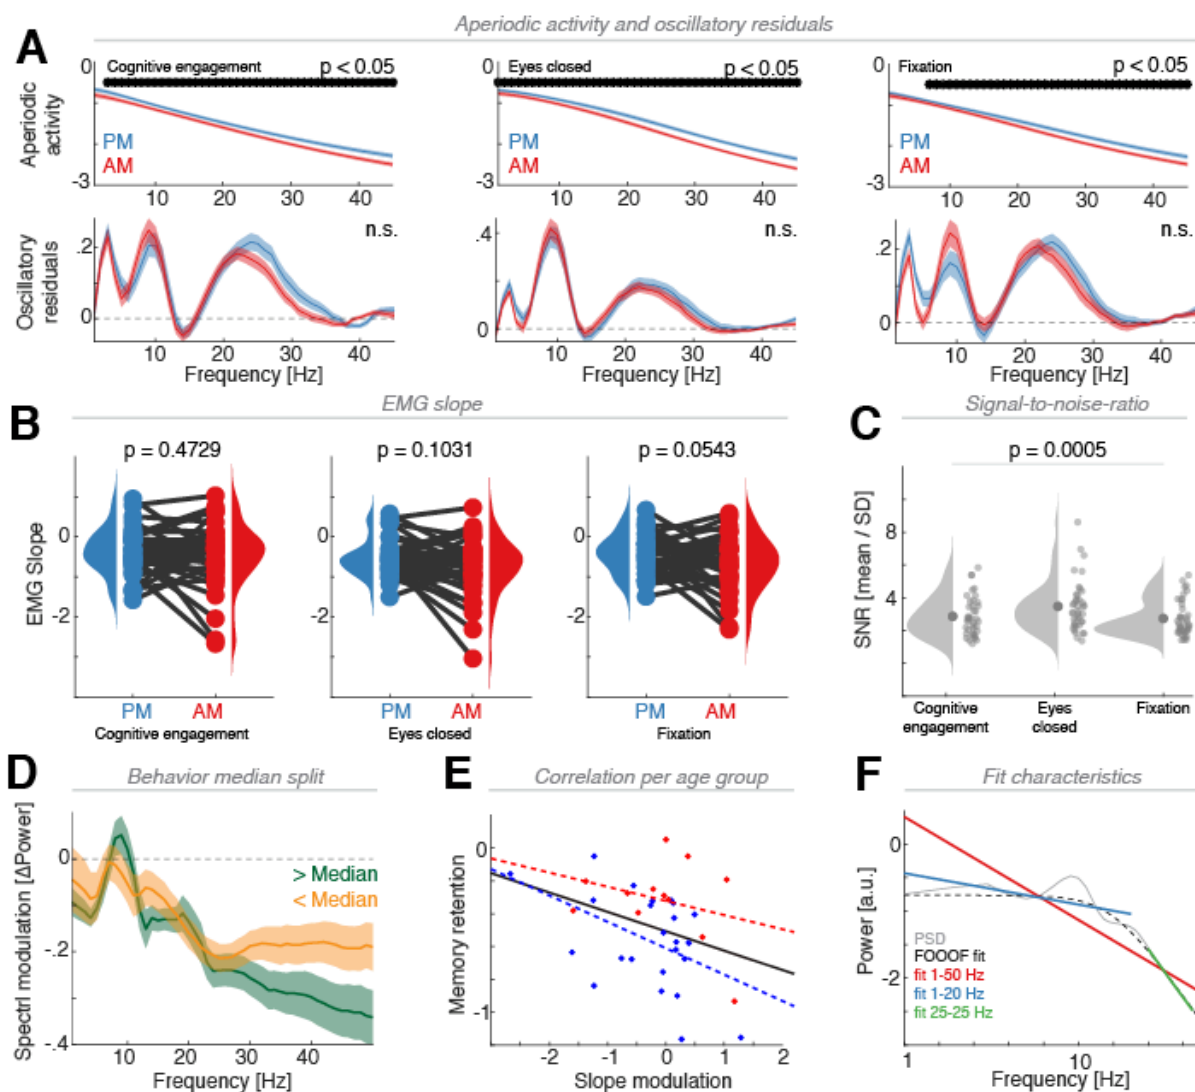 A
Aperiodic activity and oscillatory residuals
Aperiodic
activity
0
Cognitive engagement
p < 0.05
PM
AM
-3
10
20
30
40
0
Eyes closed
p < 0.05
PM
AM
-3
10
20
30
40
0
Fixation
p < 0.05
PM
AM
-3
10
20
30
40
Oscillatory
residuals
.2
0
n.s.
10
20
30
40
Frequency [Hz]
.4
0
n.s.
10
20
30
40
Frequency [Hz]
.2
0
n.s.
10
20
30
40
Frequency [Hz]
B
EMG slope
EMG Slope
p = 0.4729
0
-2
PM
AM
Cognitive engagement
p = 0.1031
0
-2
PM
AM
Eyes closed
p = 0.0543
0
-2
PM
AM
Fixation
C
Signal-to-noise-ratio
p = 0.0005
SNR [mean / SD]
8
4
Cognitive
engagement
Eyes
closed
Fixation
D
Behavior median split
Spectrl modulation [ΔPower]
0
-.2
-.4
> Median
< Median
10
20
30
40
Frequency [Hz]
E
Correlation per age group
Memory retention
0
-1
-2
-1
0
1
2
Slope modulation
F
Fit characteristics
Power [a.u.]
0
-2
PSD
FOOOF fit
fit 1-50 Hz
fit 1-20 Hz
fit 25-25 Hz
1
10
Frequency [Hz]